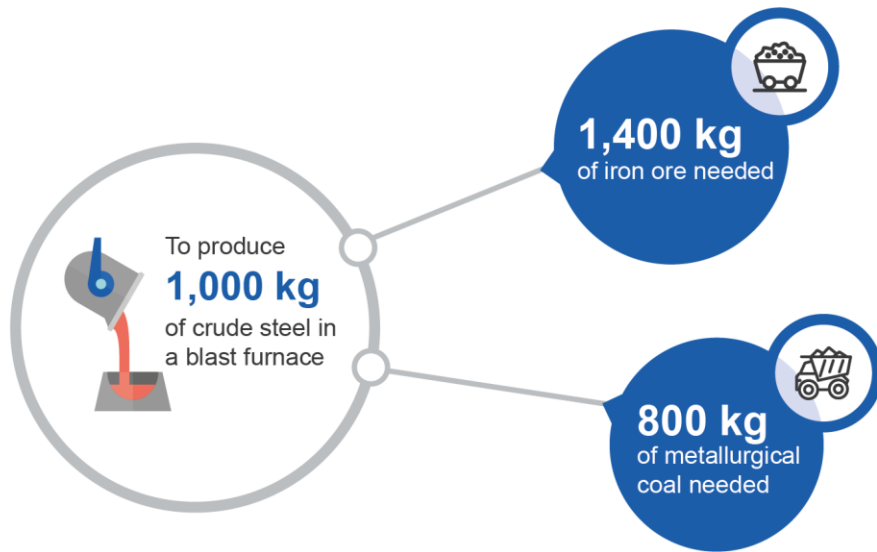 To produce
1,000 kg
of crude steel in
a blast furnace
1,400 kg
of iron ore needed
800 kg
of metallurgical
coal needed